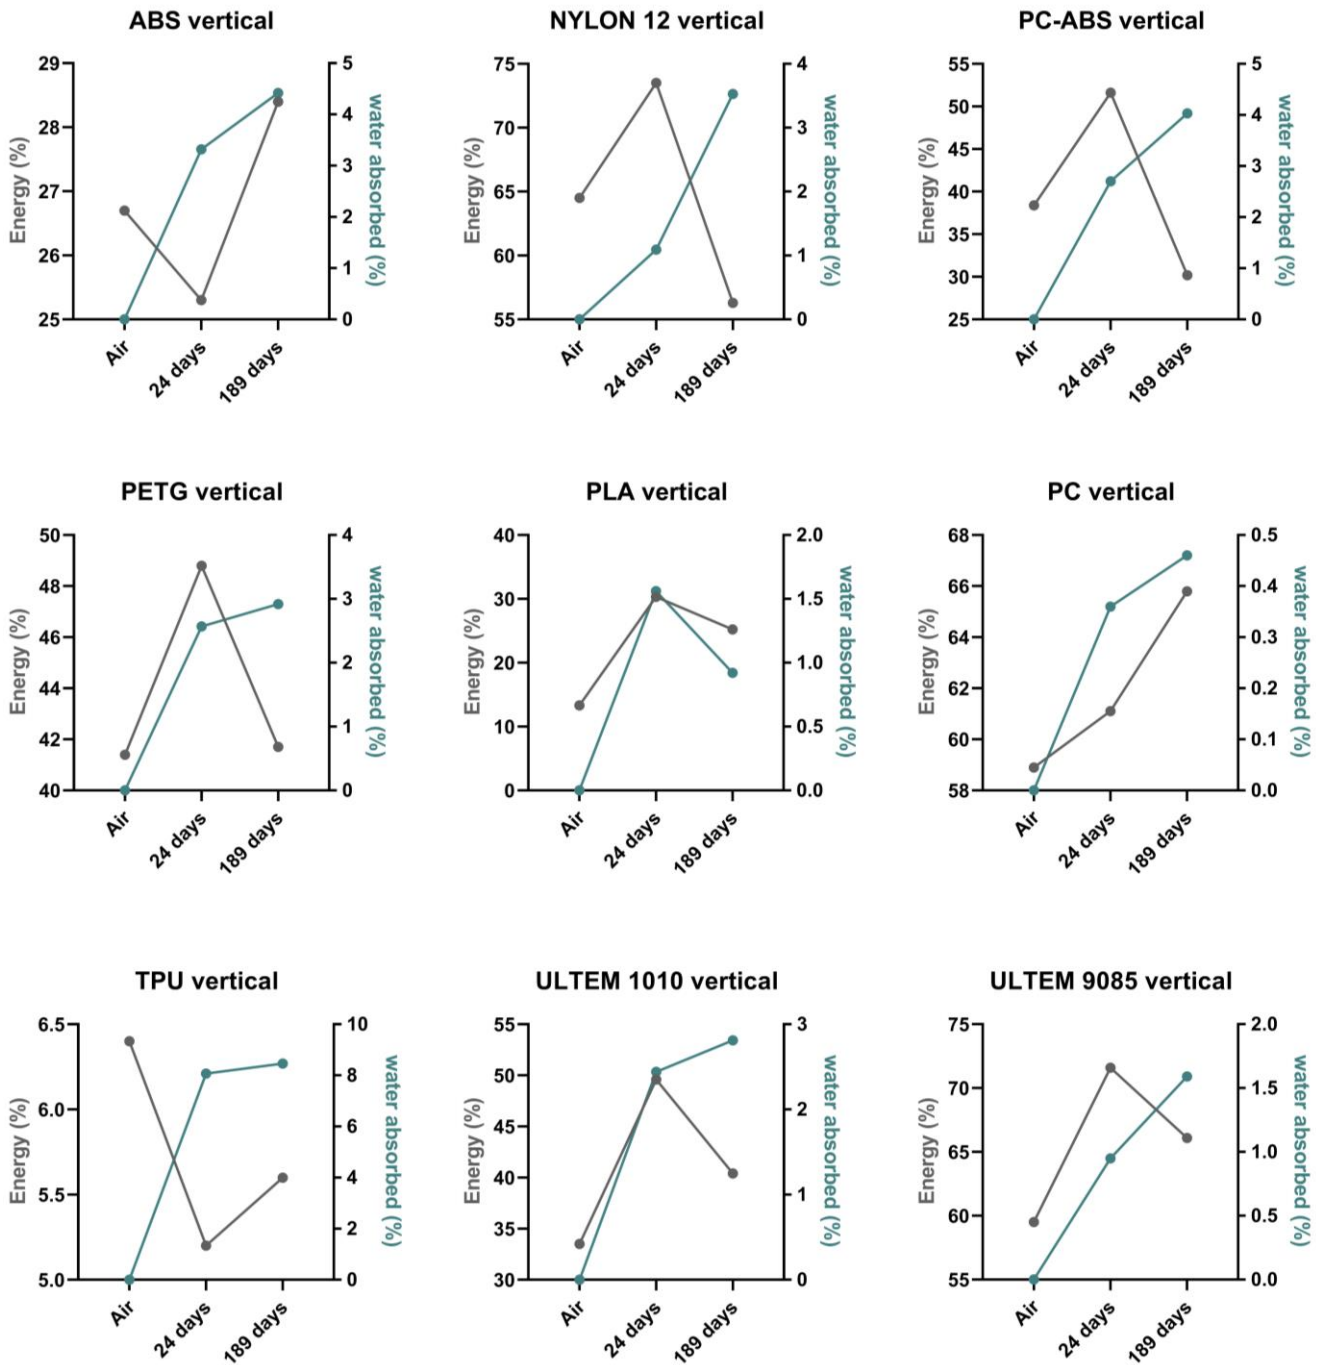 ABS vertical
29
28
27
26
25
Energy (%)
5
4
3
2
1
0
water absorbed (%)
Air
24 days
189 days
NYLON 12 vertical
75
70
65
60
55
Energy (%)
4
3
2
1
0
water absorbed (%)
Air
24 days
189 days
PC-ABS vertical
55
50
45
40
35
30
25
Energy (%)
5
4
3
2
1
0
water absorbed (%)
Air
24 days
189 days
PETG vertical
50
48
46
44
42
40
Energy (%)
4
3
2
1
0
water absorbed (%)
Air
24 days
189 days
PLA vertical
40
30
20
10
0
Energy (%)
2.0
1.5
1.0
0.5
0.0
water absorbed (%)
Air
24 days
189 days
PC vertical
68
66
64
62
60
58
Energy (%)
0.5
0.4
0.3
0.2
0.1
0.0
water absorbed (%)
Air
24 days
189 days
TPU vertical
6.5
6.0
5.5
5.0
Energy (%)
10
8
6
4
2
0
water absorbed (%)
Air
24 days
189 days
ULTEM 1010 vertical
55
50
45
40
35
30
Energy (%)
3
2
1
0
water absorbed (%)
Air
24 days
189 days
ULTEM 9085 vertical
75
70
65
60
55
Energy (%)
2.0
1.5
1.0
0.5
0.0
water absorbed (%)
Air
24 days
189 days